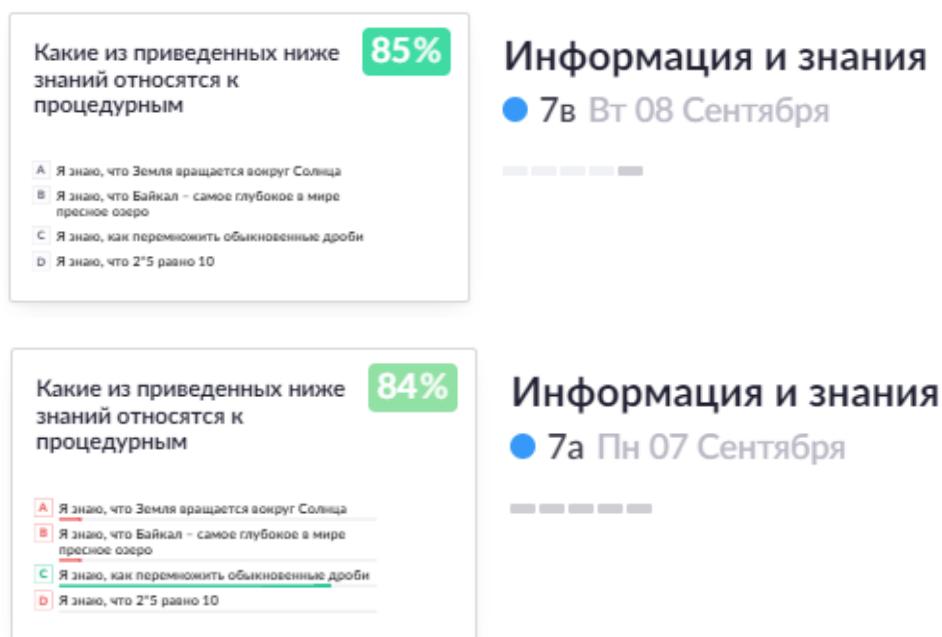 Какие из приведенных ниже
знаний относятся к
процедурным
85%
A Я знаю, что Земля вращается вокруг Солнца
B Я знаю, что Байкал – самое глубокое в мире
пресное озеро
C Я знаю, как перемножить обыкновенные дроби
D Я знаю, что 2*5 равно 10
Информация и знания
7в Вт 08 Сентября
Какие из приведенных ниже
знаний относятся к
процедурным
84%
A Я знаю, что Земля вращается вокруг Солнца
B Я знаю, что Байкал – самое глубокое в мире
пресное озеро
C Я знаю, как перемножить обыкновенные дроби
D Я знаю, что 2*5 равно 10
Информация и знания
7а Пн 07 Сентября